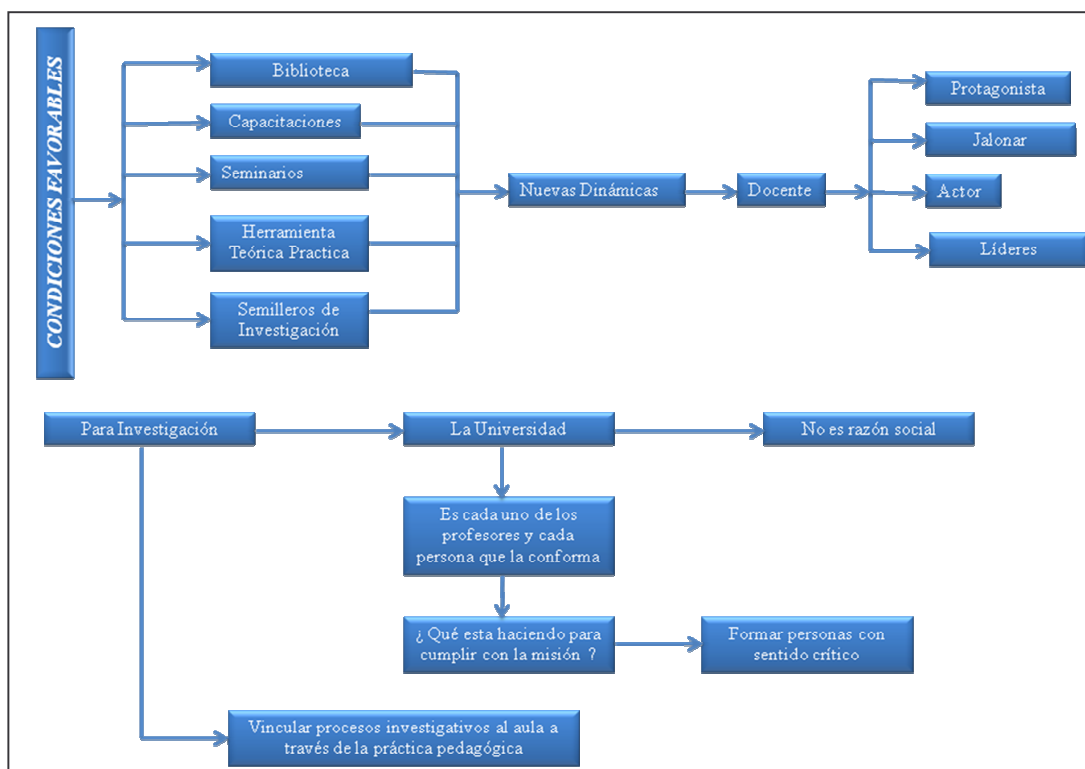 CONDICIONES FAVORABLES
Biblioteca
Capacitaciones
Seminarios
Herramienta
Teórica Practica
Semilleros de
Investigación
Nuevas Dinámicas
Docente
Protagonista
Jalonar
Actor
Líderes
Para Investigación
La Universidad
No es razón social
Es cada uno de los
profesores y cada
persona que la conforma
¿ Qué esta haciendo para
cumplir con la misión ?
Formar personas con
sentido crítico
Vincular procesos investigativos al aula a
través de la práctica pedagógica